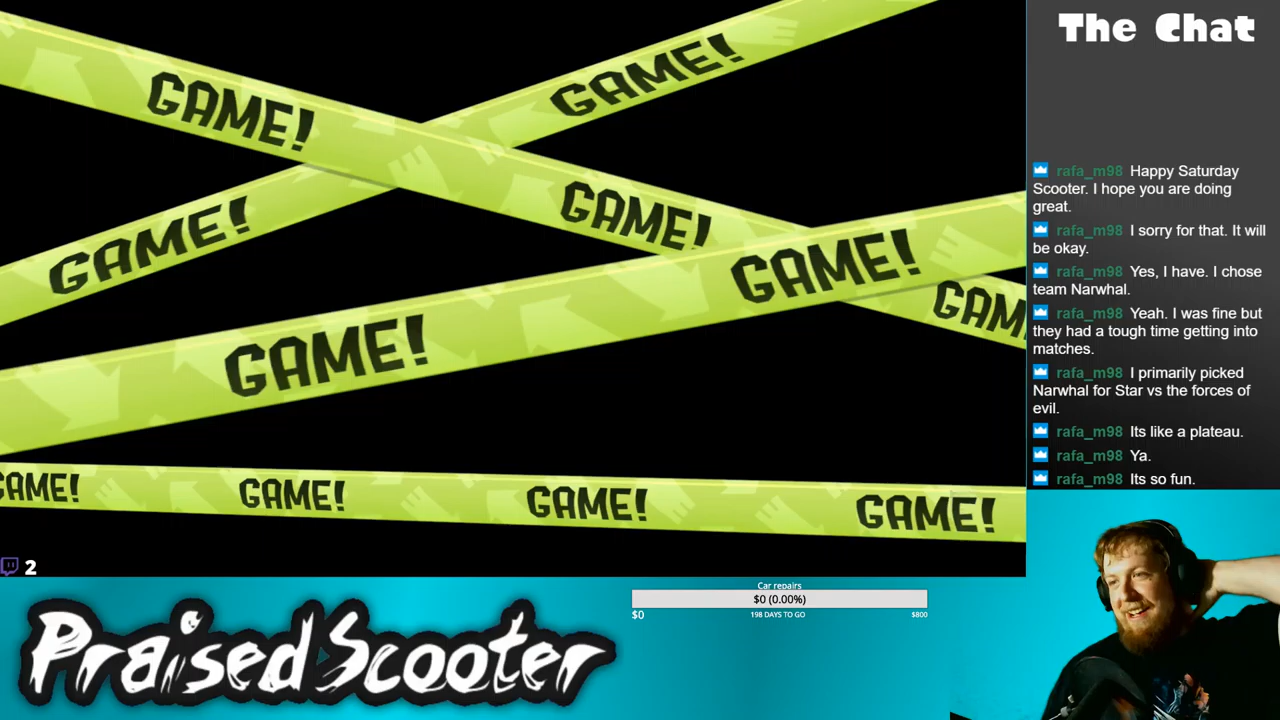 The Chat
GAME!
GAME!
GAME!
GAME!
GAME!
GAM
GAME!
GAME!
GAME!
GAME!
GAME!
rafa_m98 Happy Saturday
Scooter. I hope you are doing
great.
rafa_m98 I sorry for that. It will
be okay.
rafa_m98 Yes, I have. I chose
team Narwhal.
rafa_m98 Yeah. I was fine but
they had a tough time getting into
matches.
rafa_m98 I primarily picked
Narwhal for Star vs the forces of
evil.
rafa_m98 Its like a plateau.
rafa_m98 Ya.
rafa_m98 Its so fun.
2
PraisedScooter
Car repairs
$0 (0.00%)
$0 198 DAYS TO GO $800